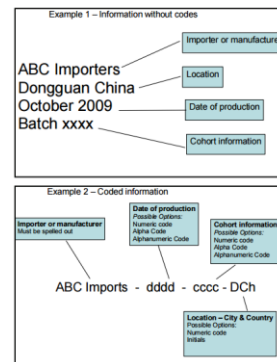 Example 1 – Information without codes
Importer or manufacture
ABC Importers
Location
Dongguan China
October 2009
Date of production
Batch xxxx
Cohort information
Example 2 – Coded information
Importer or manufacturer
Must be spelled out
Date of production
Possible Options:
Numeric code
Alpha Code
Alphanumeric Code
Cohort information
Possible Options:
Numeric code
Alpha Code
Alphanumeric Code
ABC Imports - dddd - cccc - DCh
Location – City & Country
Possible Options:
Numeric code
Initials